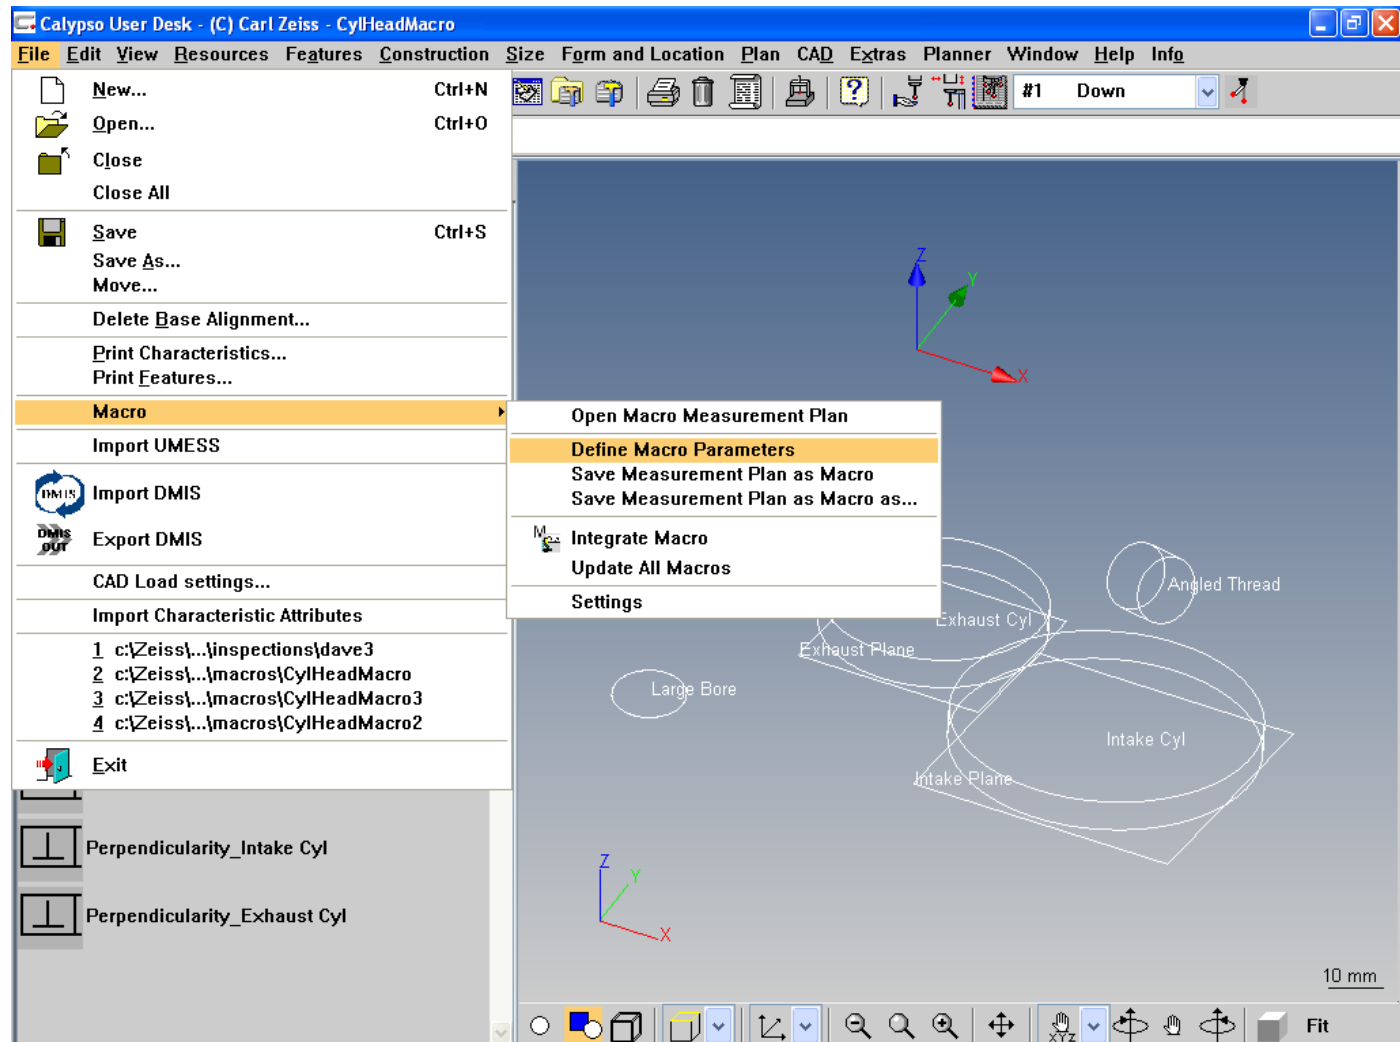 Calypso User Desk - (C) Carl Zeiss - CylHeadMacro
File Edit View Resources Features Construction Size Form and Location Plan CAD Extras Planner Window Help Info
#1 Down
New... Ctrl+N
Open... Ctrl+O
Close
Close All
Save Ctrl+S
Save As...
Move...
Delete Base Alignment...
Print Characteristics...
Print Features...
Macro
Import UMESS
DMIS Import DMIS
DMIS OUT Export DMIS
CAD Load settings...
Import Characteristic Attributes
1 c:\Zeiss\...\inspections\dave3
2 c:\Zeiss\...\macros\CylHeadMacro
3 c:\Zeiss\...\macros\CylHeadMacro3
4 c:\Zeiss\...\macros\CylHeadMacro2
Exit
Open Macro Measurement Plan
Define Macro Parameters
Save Measurement Plan as Macro
Save Measurement Plan as Macro as...
M Integrate Macro
Update All Macros
Settings
Z
Y
X
Angled Thread
Exhaust Cyl
Exhaust Plane
Large Bore
Intake Cyl
Intake Plane
Perpendicularity_Intake Cyl
Perpendicularity_Exhaust Cyl
Z
Y
X
10 mm
XYZ
Fit